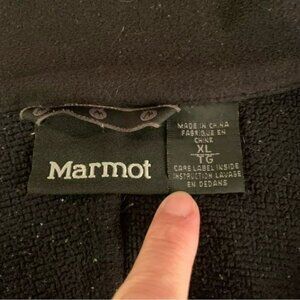 Marmot
MADE IN CHINA
FABRIQUE EN
CHINE
XL
TG
CARE LABEL INSIDE
INSTRUCTION LAVAGE
EN DEDANS